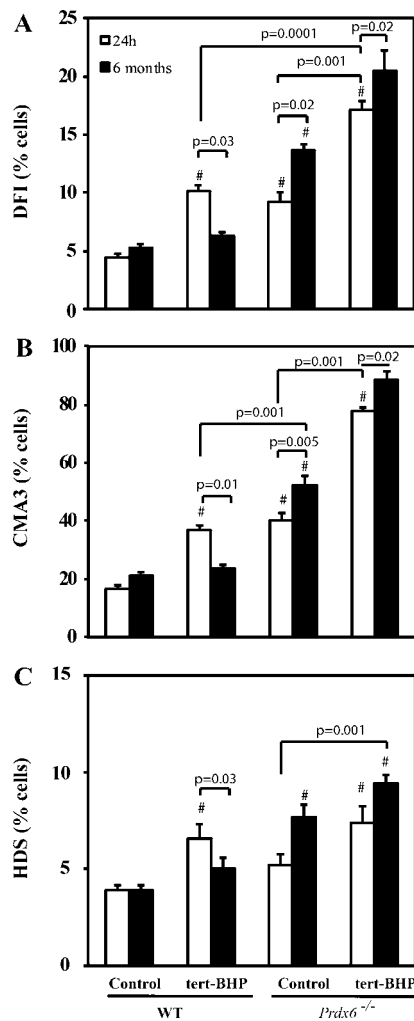 A
24h
6 months
p=0.0001
p=0.02
p=0.001
p=0.02
p=0.03
#
#
#
#
25
20
15
10
5
0
DFI (% cells)
B
p=0.001
p=0.02
p=0.001
p=0.005
p=0.01
#
#
#
#
100
80
60
40
20
0
CMA3 (% cells)
C
p=0.001
p=0.03
#
#
#
#
15
10
5
0
HDS (% cells)
Control tert-BHP Control tert-BHP
WT Prdx6 -/-